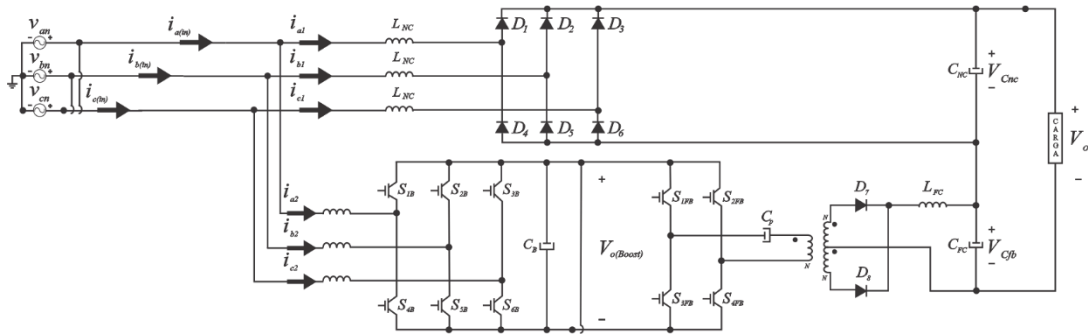 v_an
- +
i_a(in)
i_a1
L_NC
D_1
D_2
D_3
v_bn
- +
i_b(in)
i_b1
L_NC
C_NC
+
V_Cnc
-
v_cn
- +
i_c(in)
i_c1
L_NC
D_4
D_5
D_6
CARGA
+
V_o
-
i_a2
S_1B
S_2B
S_3B
+
S_1FB
S_2FB
D_7
L_FC
i_b2
C_B
V_o(Boost)
C_p
N
N
C_FC
+
V_Cfb
-
i_c2
N
D_8
S_4B
S_5B
S_6B
-
S_3FB
S_4FB